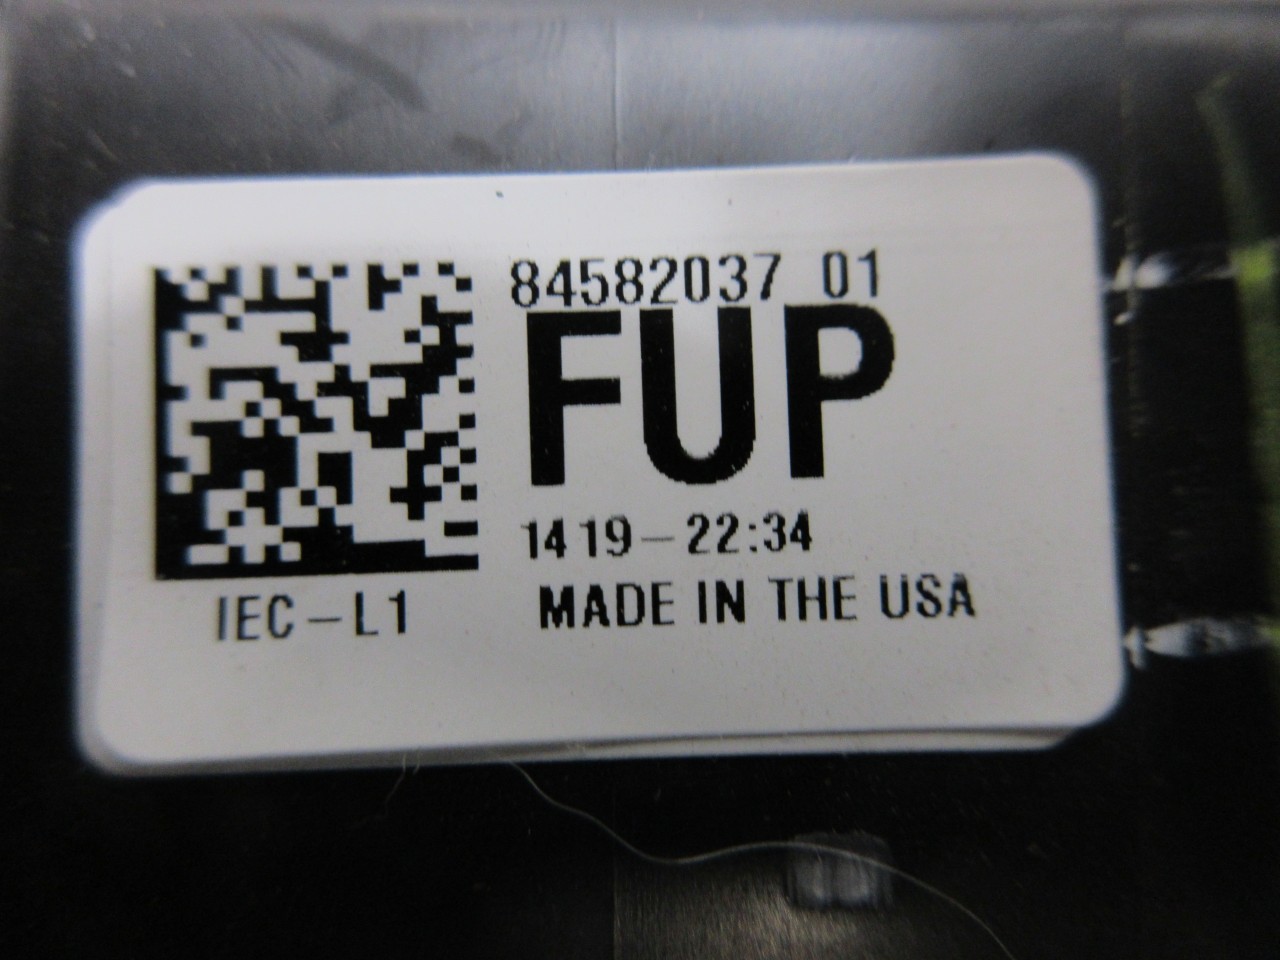 84582037 01
FUP
1419-22:34
IEC-L1
MADE IN THE USA